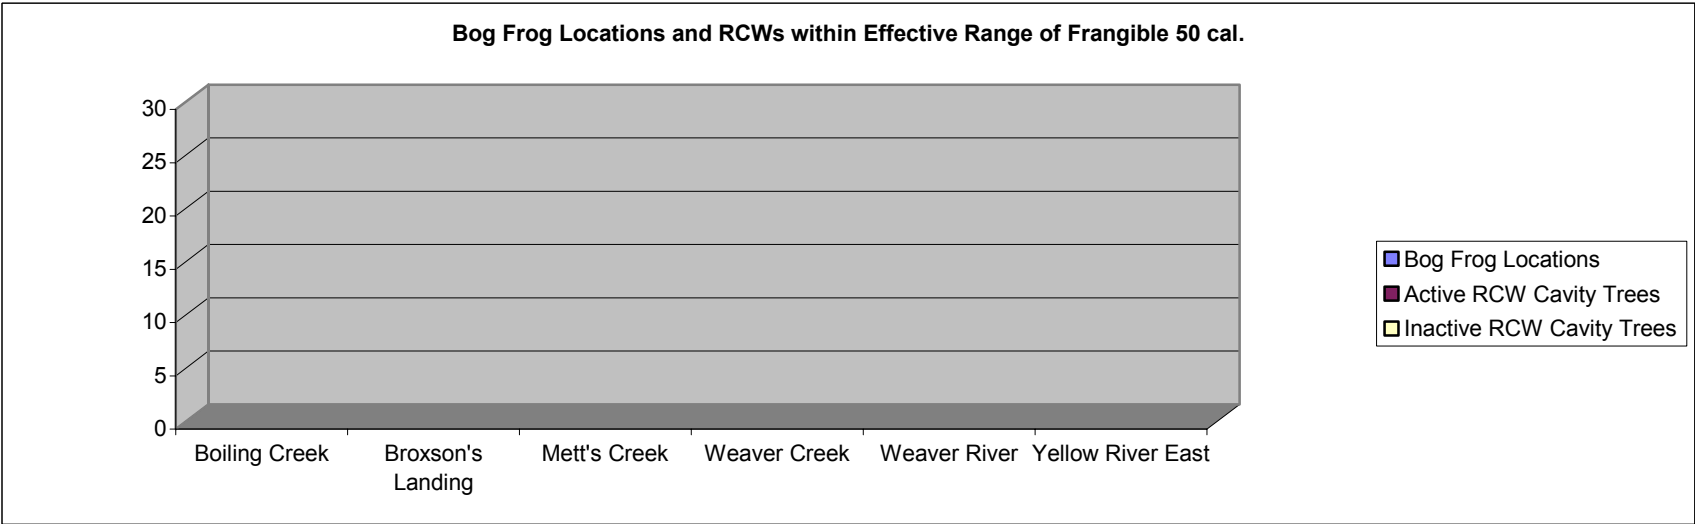 Bog Frog Locations and RCWs within Effective Range of Frangible 50 cal.
30
25
20
15
10
5
0
Boiling Creek
Broxson's
Landing
Mett's Creek
Weaver Creek
Weaver River
Yellow River East
Bog Frog Locations
Active RCW Cavity Trees
Inactive RCW Cavity Trees